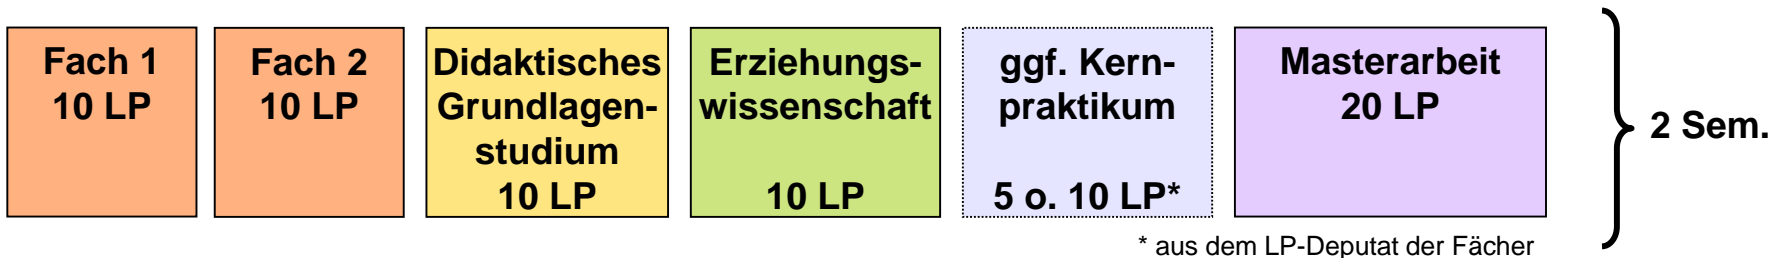 Fach 1
10 LP
Fach 2
10 LP
Didaktisches
Grundlagen-
studium
10 LP
Erziehungs-
wissenschaft
10 LP
ggf. Kern-
praktikum
5 o. 10 LP*
Masterarbeit
20 LP
2 Sem.
* aus dem LP-Deputat der Fächer